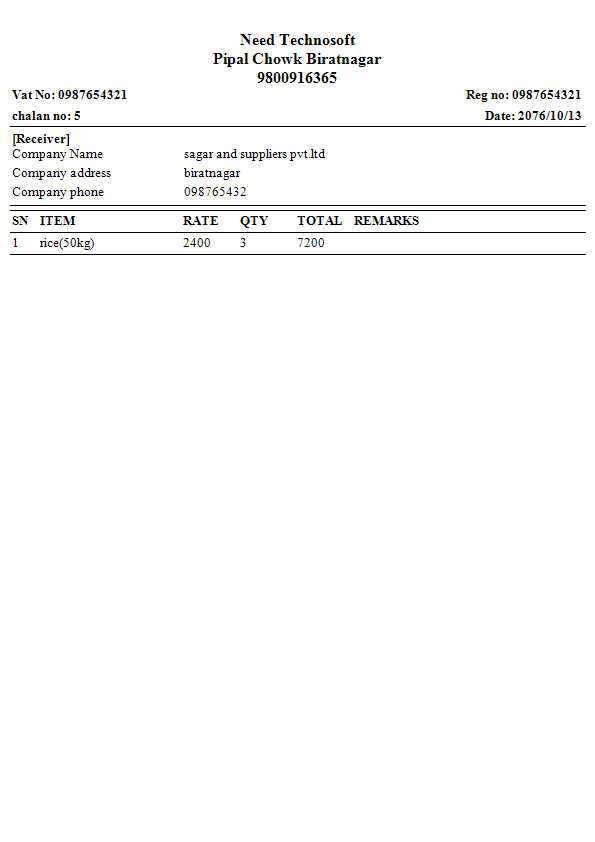 Need Technosoft
Pipal Chowk Biratnagar
9800916365
Vat No: 0987654321 Reg no: 0987654321
chalan no: 5 Date: 2076/10/13
[Receiver]
Company Name sagar and suppliers pvt.ltd
Company address biratnagar
Company phone 098765432
SN ITEM RATE QTY TOTAL REMARKS
1 rice(50kg) 2400 3 7200